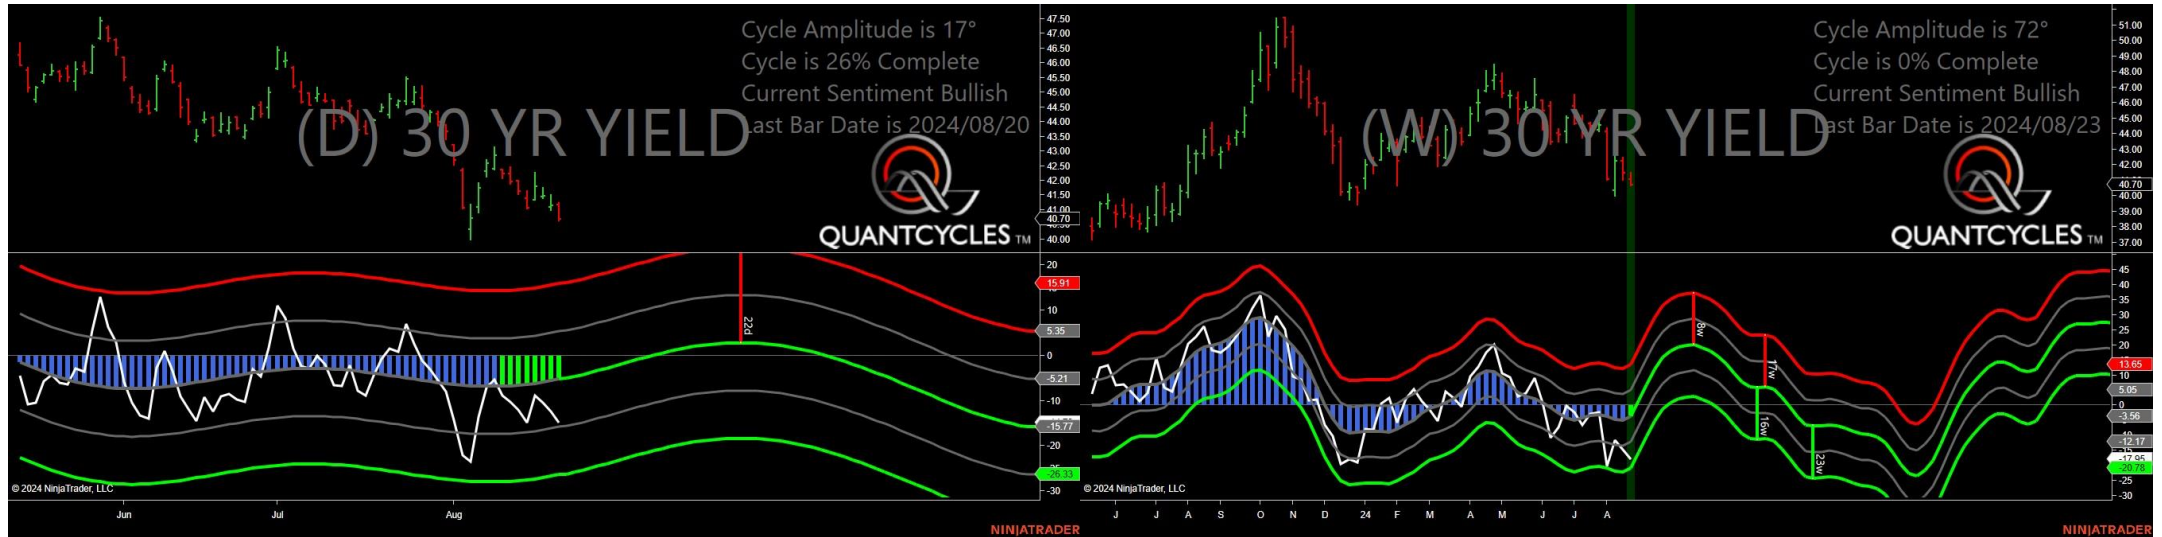 Cycle Amplitude is 17°
Cycle is 26% Complete
Current Sentiment Bullish
Last Bar Date is 2024/08/20
(D) 30 YR YIELD
QUANTCYCLES TM
47.50
47.00
46.50
46.00
45.50
45.00
44.50
44.00
43.50
43.00
42.50
42.00
41.50
41.00
40.70
40.00
22d
20
15.91
10
5.35
0
-5.21
-10
-15.77
-20
-26.33
-30
© 2024 NinjaTrader, LLC
Jun Jul Aug
NINJATRADER
Cycle Amplitude is 72°
Cycle is 0% Complete
Current Sentiment Bullish
Last Bar Date is 2024/08/23
(W) 30 YR YIELD
QUANTCYCLES TM
51.00
50.00
49.00
48.00
47.00
46.00
45.00
44.00
43.00
42.00
40.70
40.00
39.00
38.00
37.00
8w
17w
16w
23w
45
35
30
25
20
13.65
10
5.05
0
-3.56
-12.17
-17.95
-20.78
-25
-30
© 2024 NinjaTrader, LLC
J J A S O N D 24 F M A M J J A
NINJATRADER